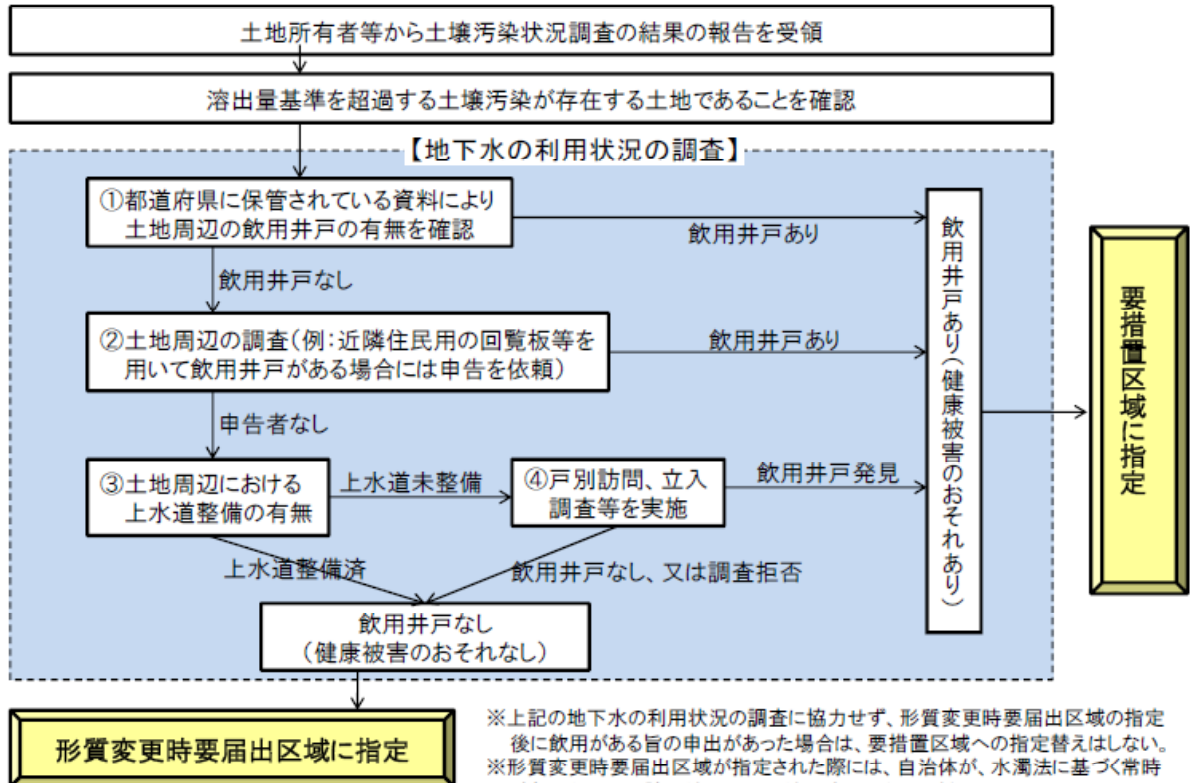 土地所有者等から土壌汚染状況調査の結果の報告を受領
溶出量基準を超過する土壌汚染が存在する土地であることを確認
【地下水の利用状況の調査】
①都道府県に保管されている資料により
土地周辺の飲用井戸の有無を確認
飲用井戸あり
飲用井戸なし
②土地周辺の調査(例:近隣住民用の回覧板等を
用いて飲用井戸がある場合には申告を依頼)
飲用井戸あり
申告者なし
③土地周辺における
上水道整備の有無
上水道未整備
④戸別訪問、立入
調査等を実施
飲用井戸発見
上水道整備済
飲用井戸なし、又は調査拒否
飲用井戸なし
(健康被害のおそれなし)
飲用井戸あり(健康被害のおそれあり)
要措置区域に指定
形質変更時要届出区域に指定
※上記の地下水の利用状況の調査に協力せず、形質変更時要届出区域の指定
後に飲用がある旨の申出があった場合は、要措置区域への指定替えはしない。
※形質変更時要届出区域が指定された際には、自治体が、水濁法に基づく常時